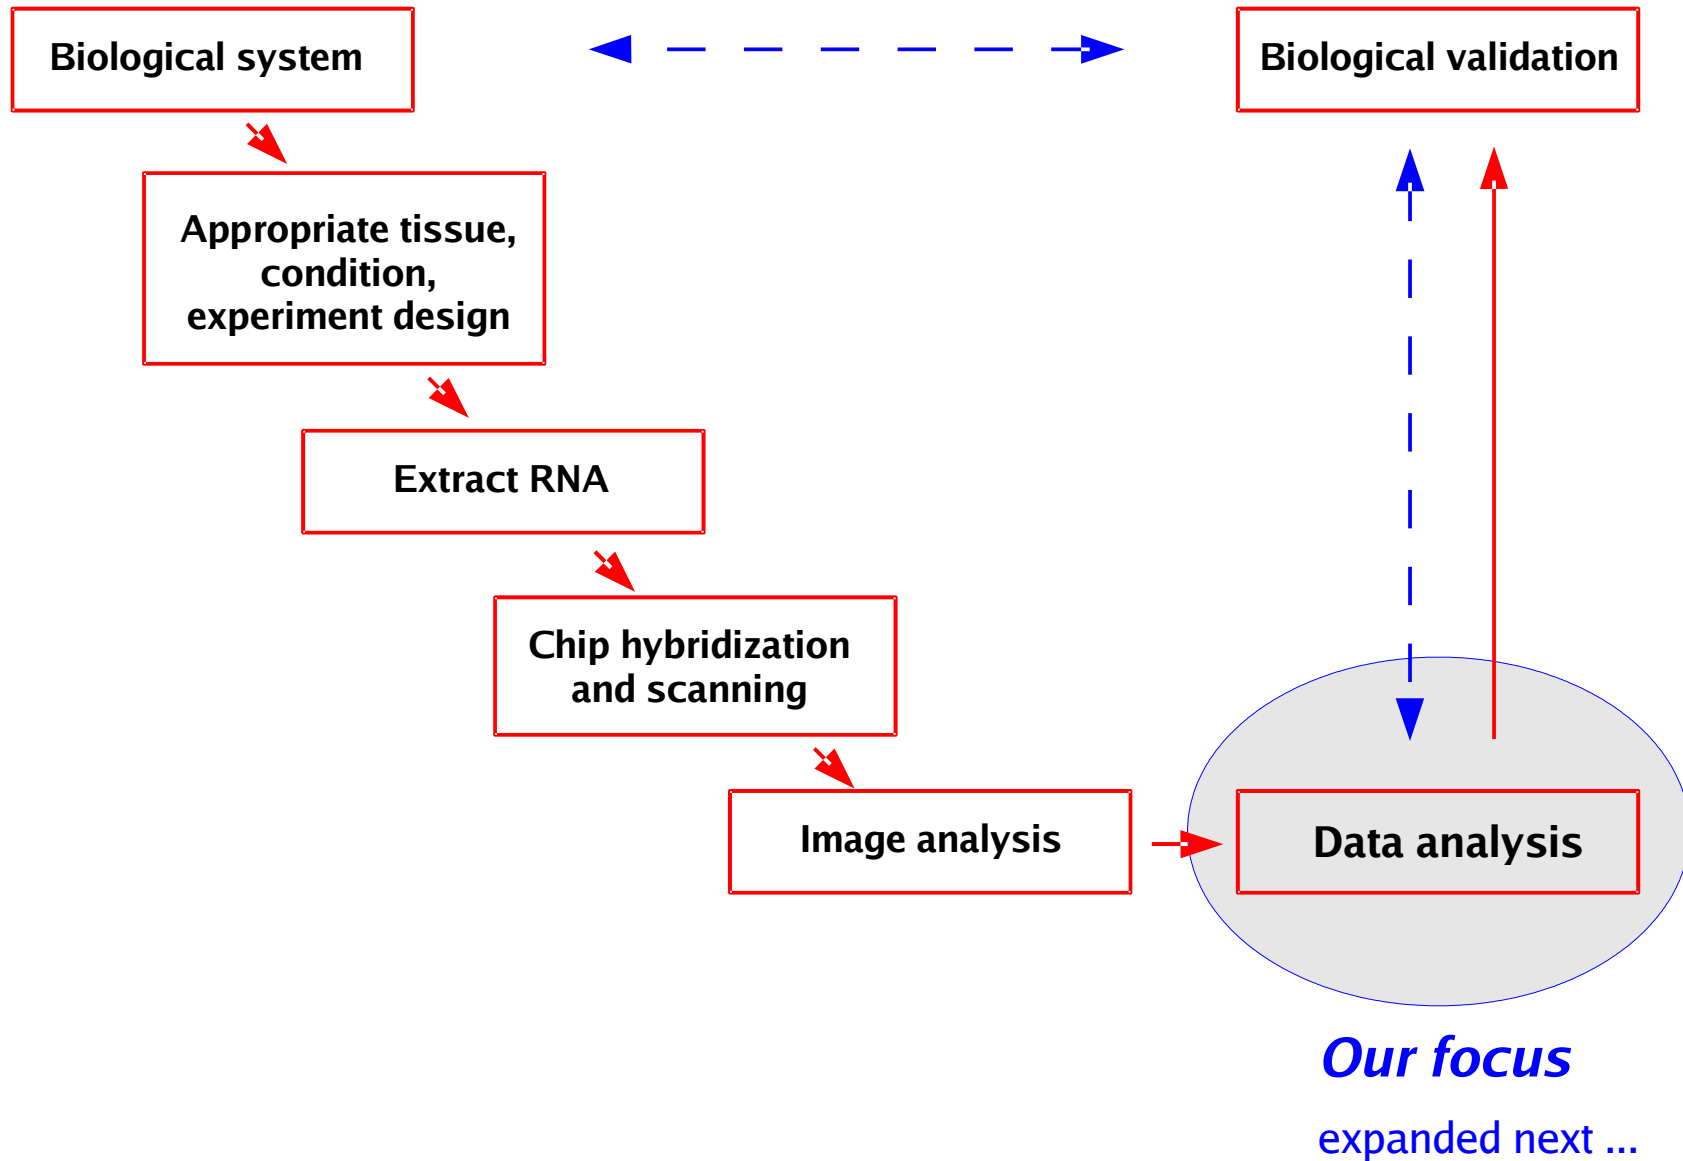 Biological system
Biological validation
Appropriate tissue,
condition,
experiment design
Extract RNA
Chip hybridization
and scanning
Image analysis
Data analysis
Our focus
expanded next ...